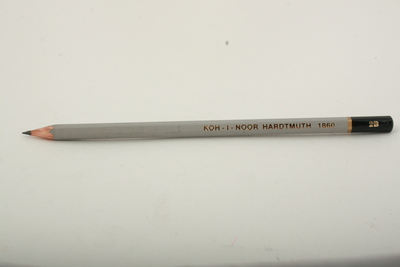 KOH-I-NOOR HARDTMUTH 1860 2B